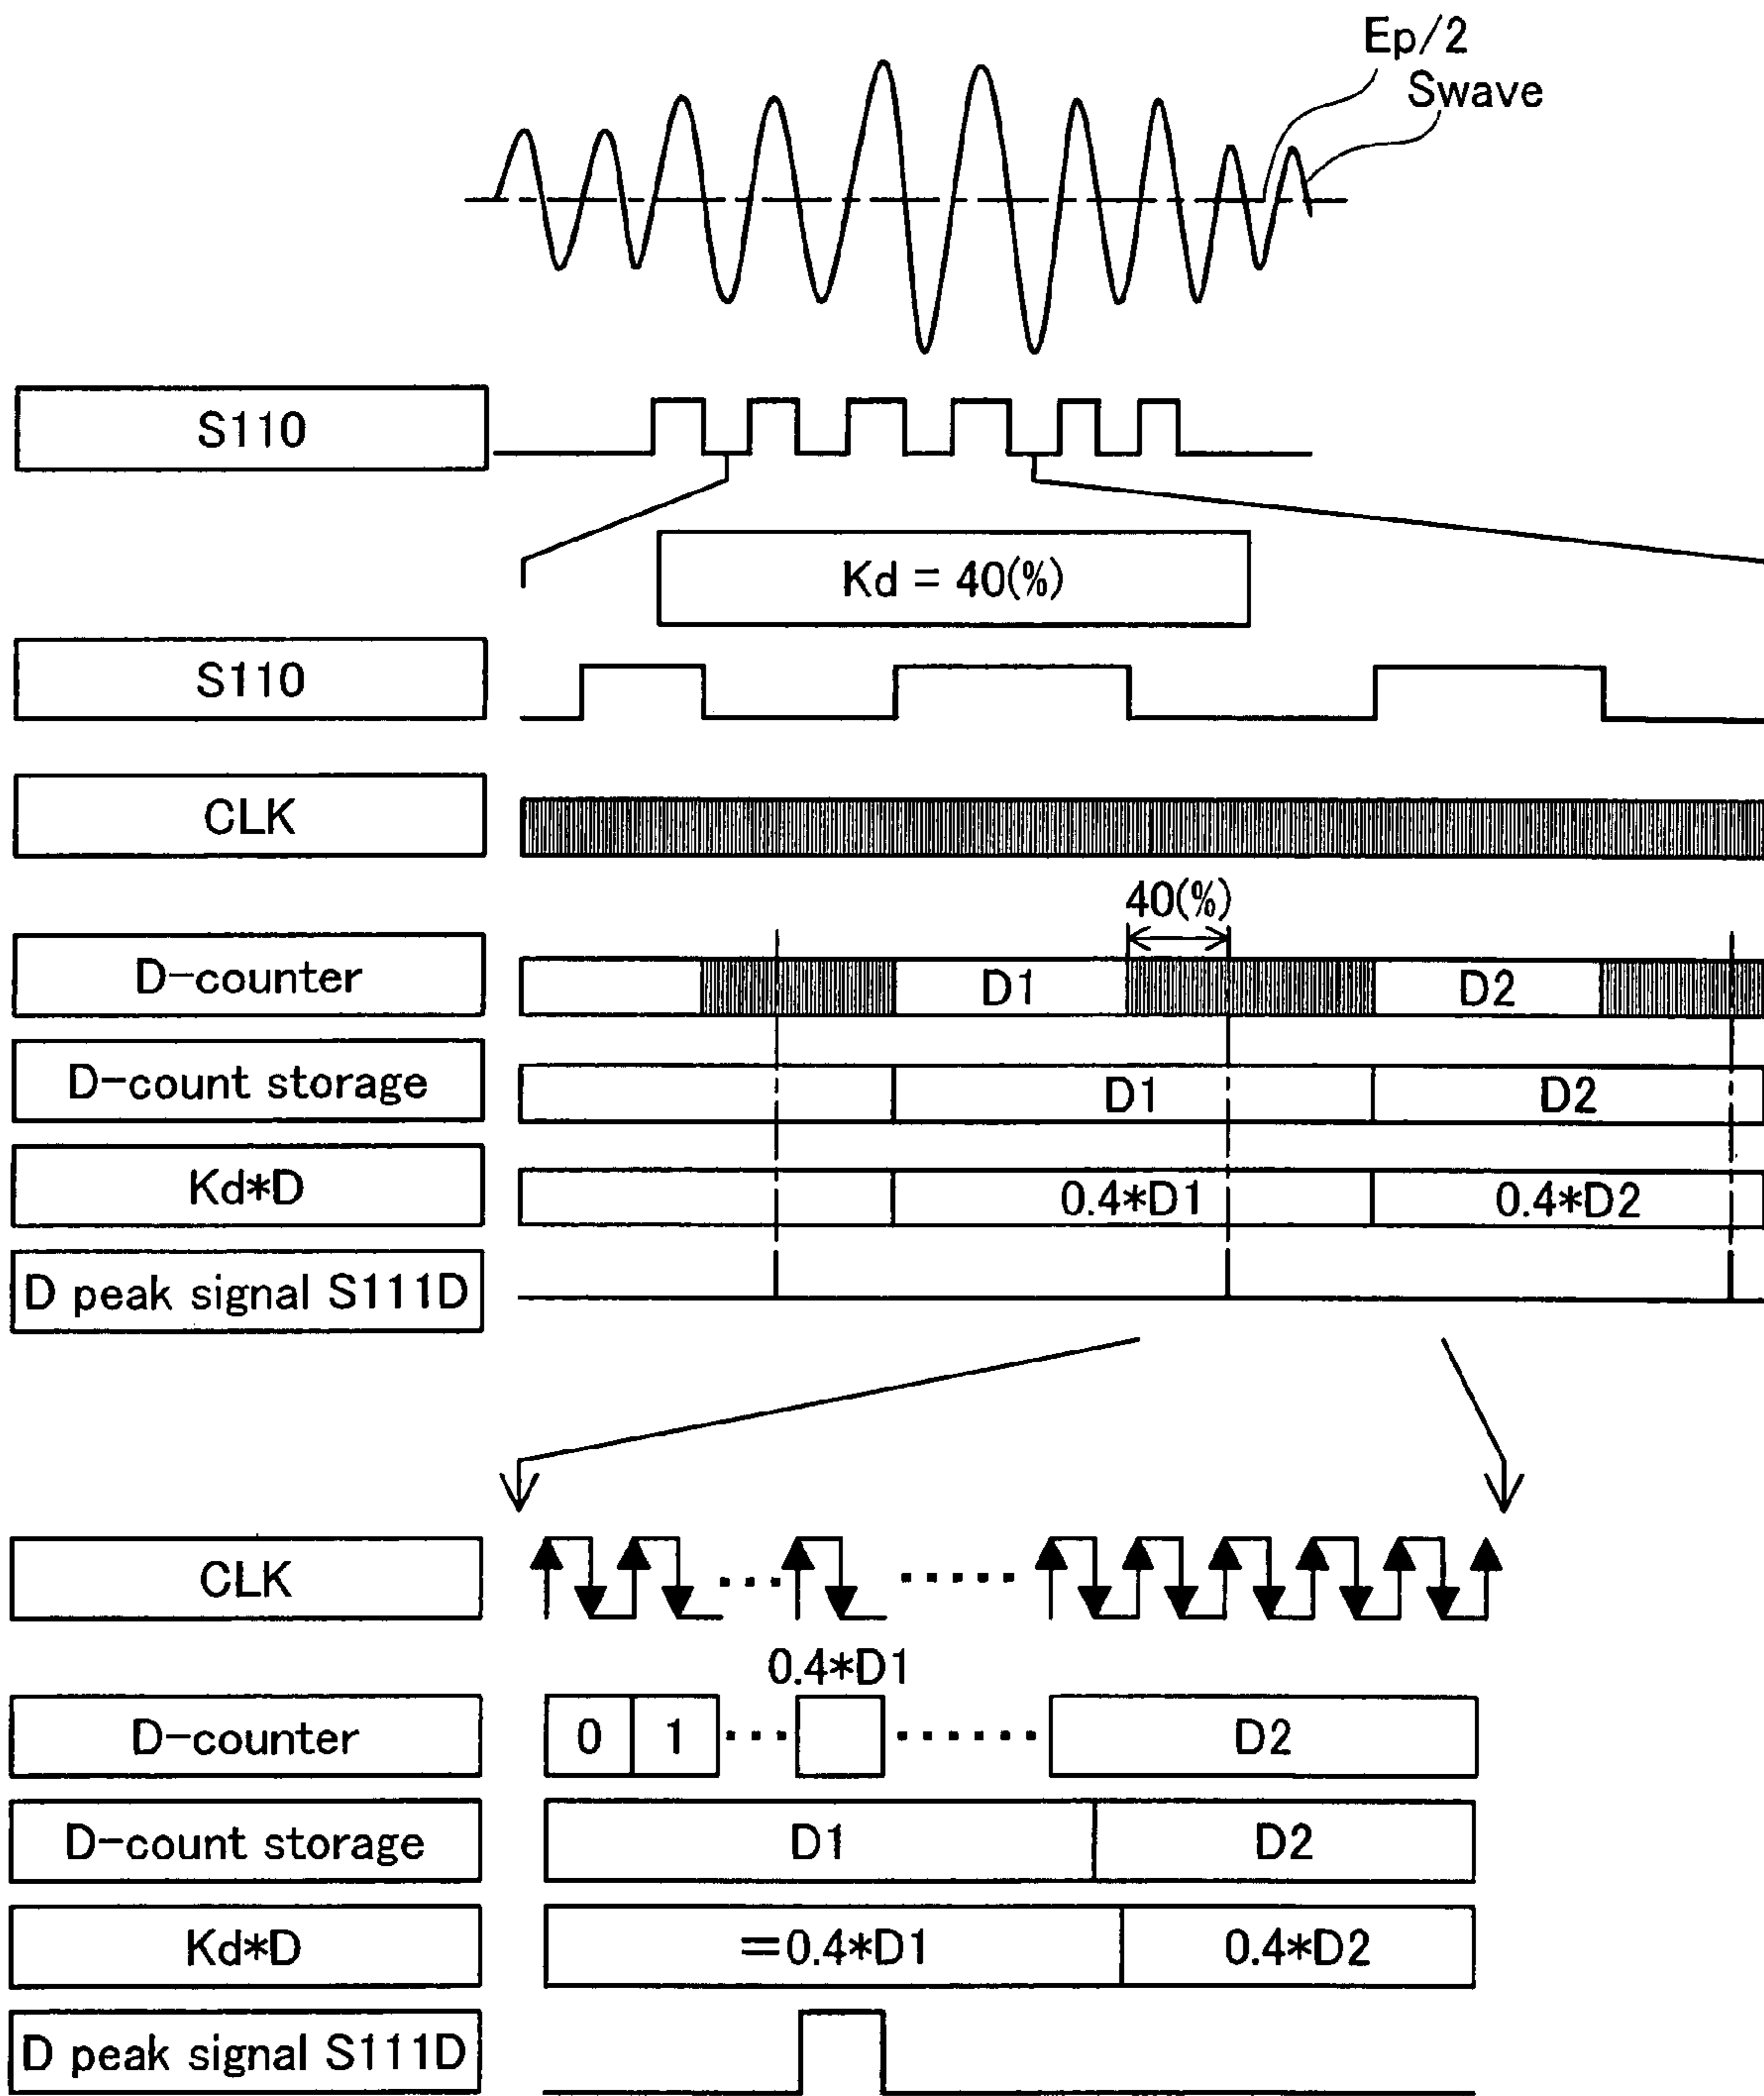 Ep/2
Swave
S110
Kd = 40(%)
S110
CLK
40(%)
D-counter
D1
D2
D-count storage
D1
D2
Kd*D
0.4*D1
0.4*D2
D peak signal S111D
CLK
0.4*D1
D-counter
0
1
D2
D-count storage
D1
D2
Kd*D
=0.4*D1
0.4*D2
D peak signal S111D